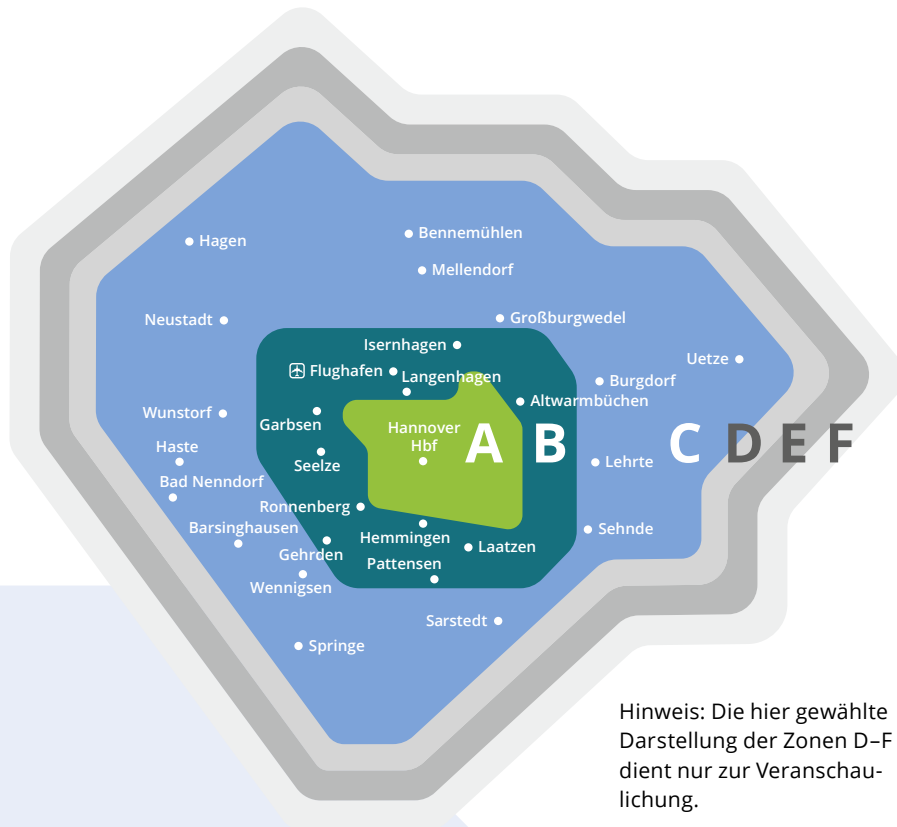 Bennemühlen
Hagen
Mellendorf
Großburgwedel
Neustadt
Isernhagen
Uetze
Flughafen
Langenhagen
Burgdorf
Altwarmbüchen
Wunstorf
Garbsen
Hannover
Hbf
A B C D E F
Haste
Seelze
Lehrte
Bad Nenndorf
Ronnenberg
Barsinghausen
Sehnde
Hemmingen
Laatzen
Gehrden
Pattensen
Wennigsen
Sarstedt
Springe
Hinweis: Die hier gewählte
Darstellung der Zonen D–F
dient nur zur Veranschau-
lichung.